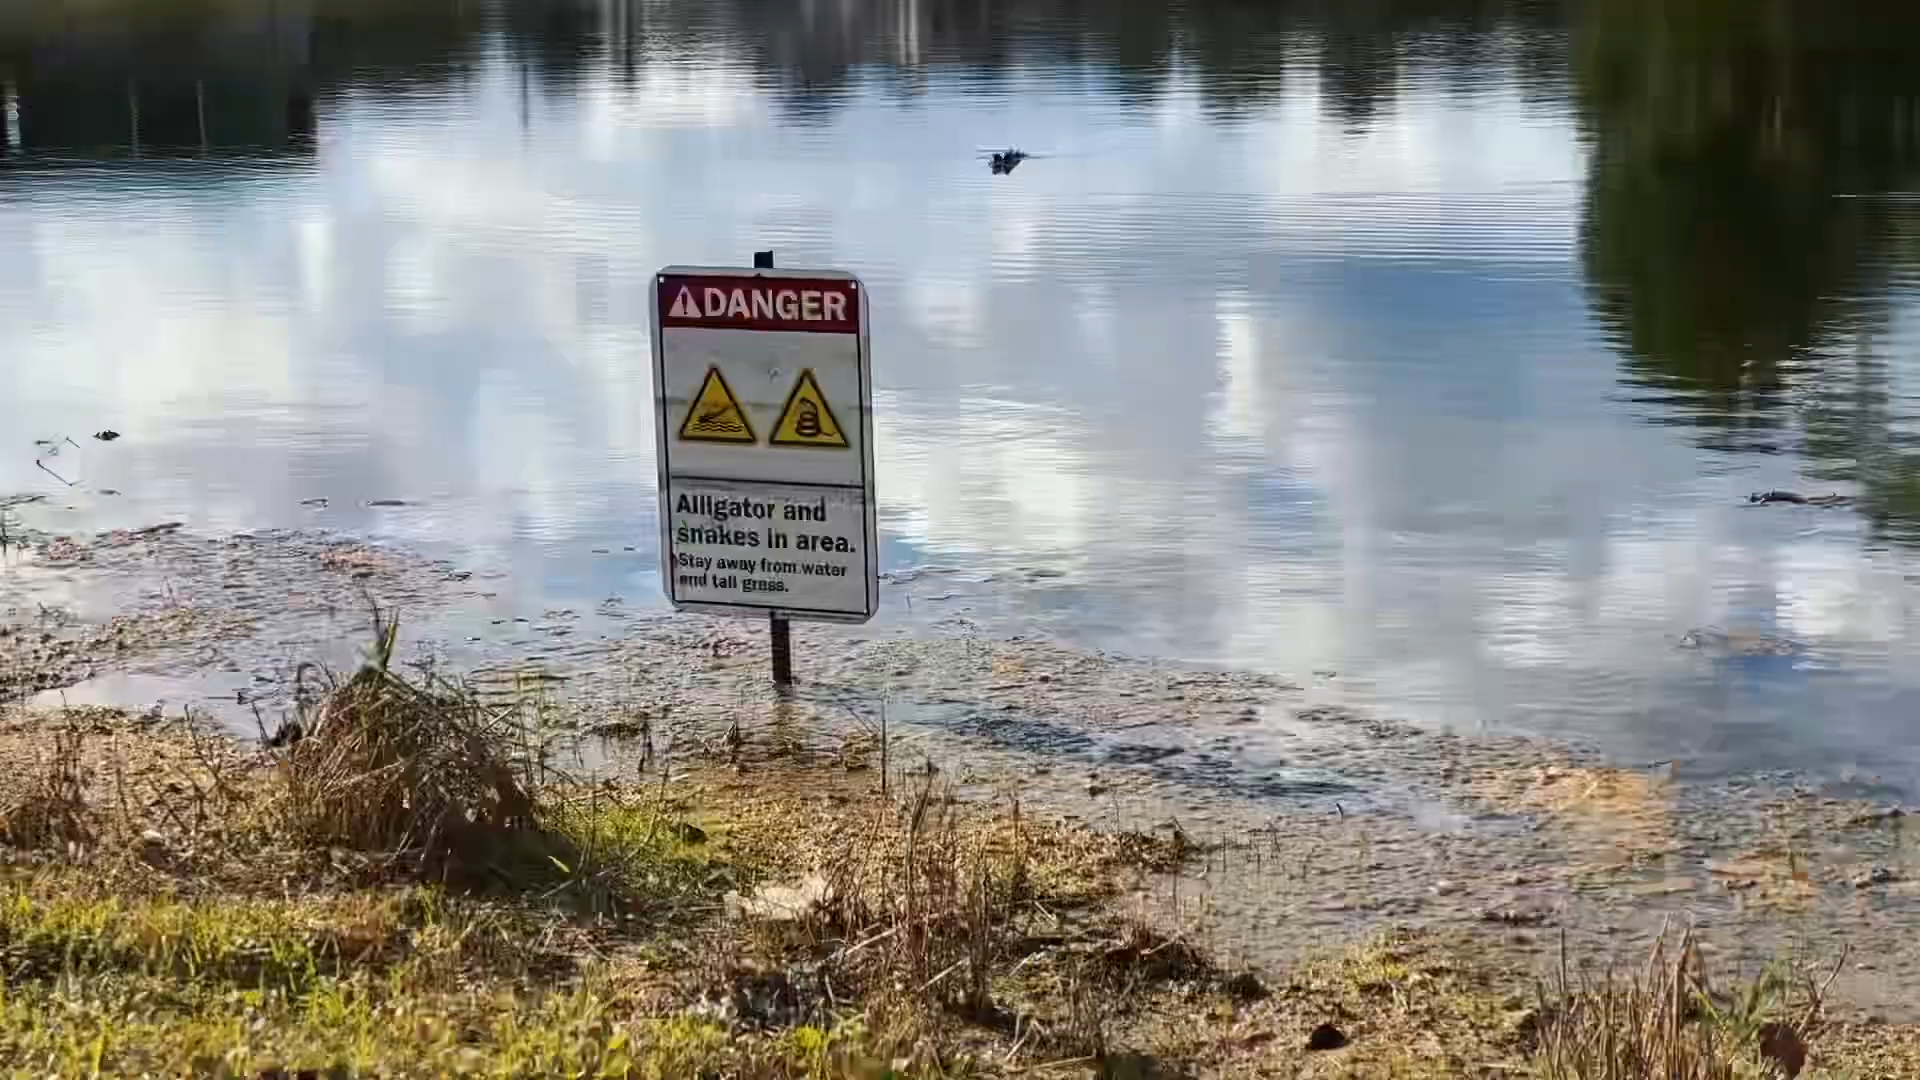 DANGER
Alligator and
snakes in area.
Stay away from water
and tall grass.